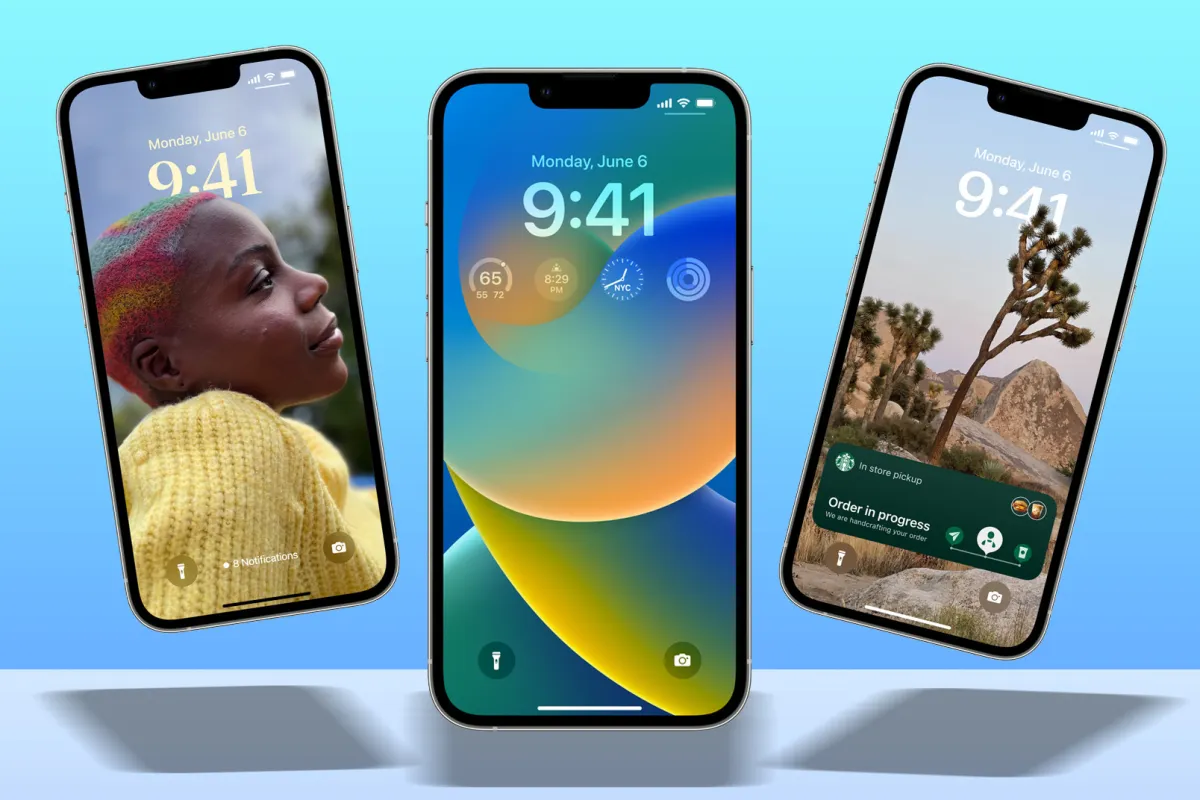 Monday, June 6
9:41
8 Notifications
Monday, June 6
9:41
65
55 72
8:29
PM
NYC
Monday, June 6
9:41
In store pickup
Order in progress
We are handcrafting your order